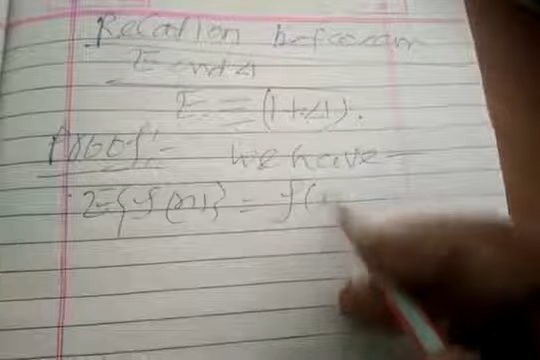 Relation between
E and Δ
E = (1+Δ).
Proof:- We have
E{f(x)} = f(